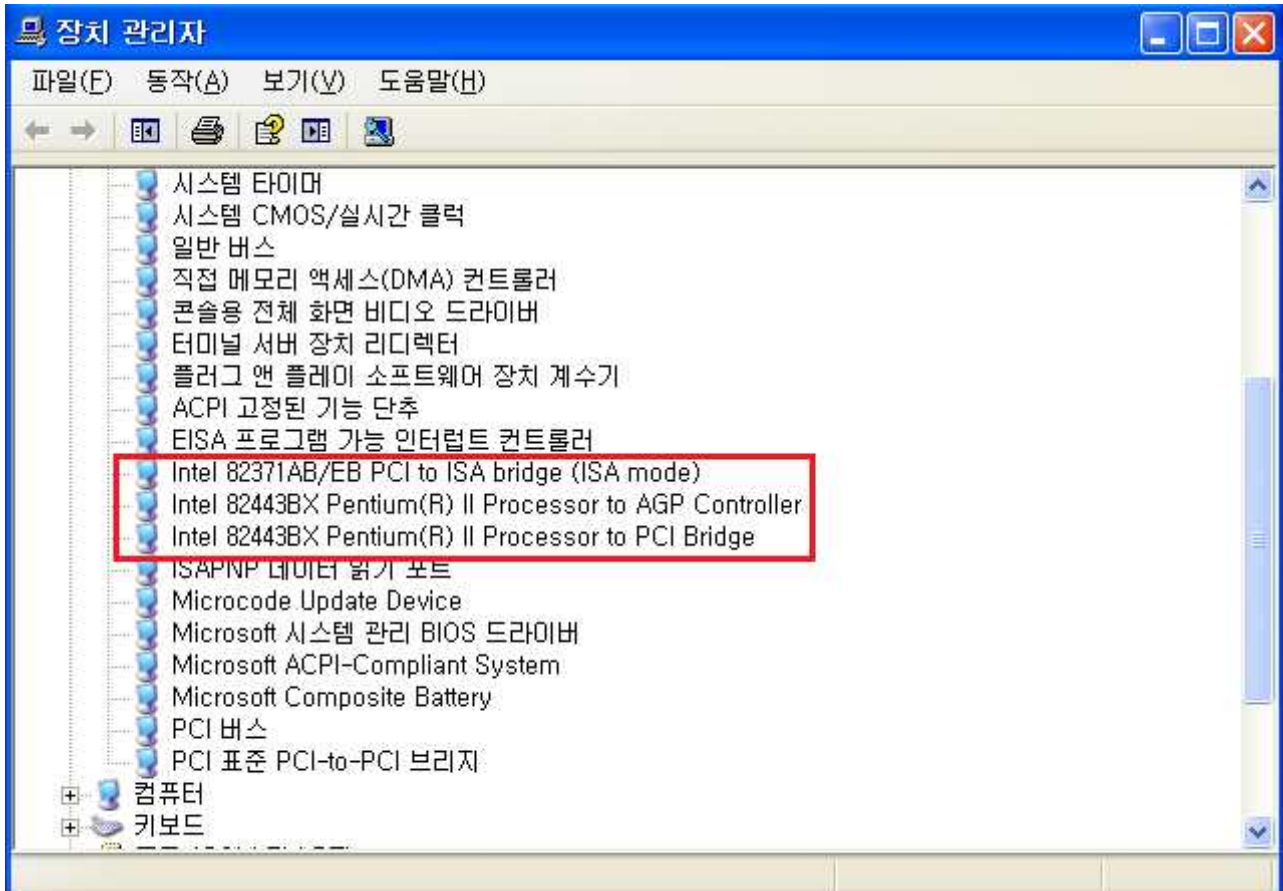 장치 관리자
파일(F) 동작(A) 보기(V) 도움말(H)
시스템 타이머
시스템 CMOS/실시간 클럭
일반 버스
직접 메모리 액세스(DMA) 컨트롤러
콘솔용 전체 화면 비디오 드라이버
터미널 서버 장치 리디렉터
플러그 앤 플레이 소프트웨어 장치 계수기
ACPI 고정된 기능 단추
EISA 프로그램 가능 인터럽트 컨트롤러
Intel 82371AB/EB PCI to ISA bridge (ISA mode)
Intel 82443BX Pentium(R) II Processor to AGP Controller
Intel 82443BX Pentium(R) II Processor to PCI Bridge
ISAPNP 데이터 읽기 포트
Microcode Update Device
Microsoft 시스템 관리 BIOS 드라이버
Microsoft ACPI-Compliant System
Microsoft Composite Battery
PCI 버스
PCI 표준 PCI-to-PCI 브리지
컴퓨터
키보드